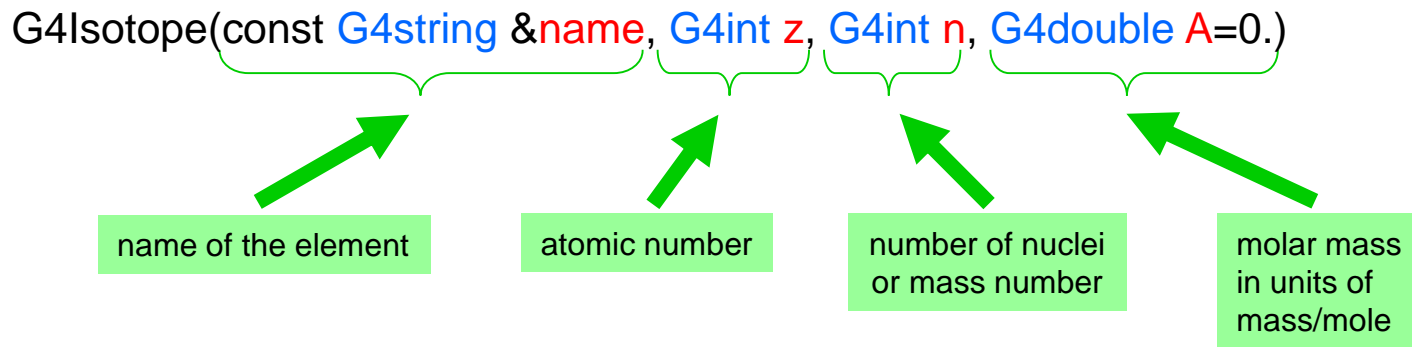 G4Isotope(const G4string &name, G4int z, G4int n, G4double A=0.)
name of the element
atomic number
number of nuclei
or mass number
molar mass
in units of
mass/mole